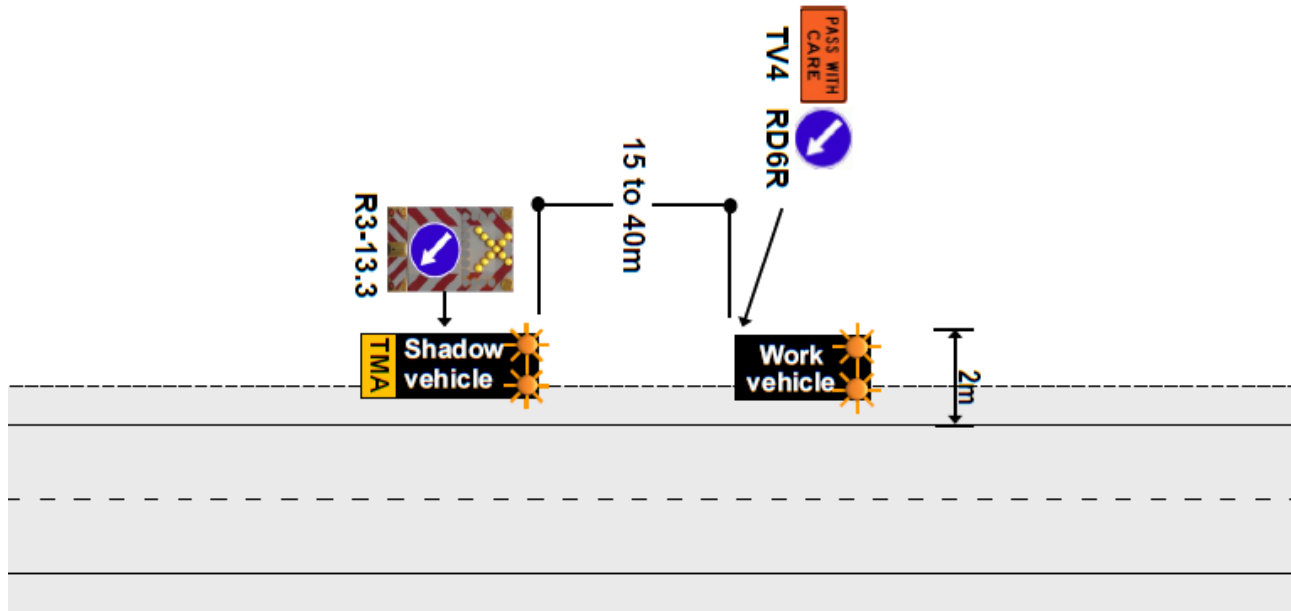 PASS WITH
CARE
TV4 RD6R
15 to 40m
R3-13.3
TMA
Shadow
vehicle
Work
vehicle
2m